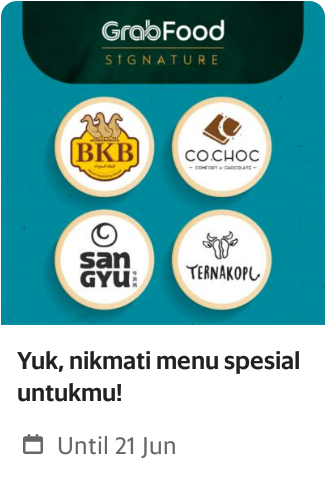 GrabFood
SIGNATURE
BKB
CO.CHOC
COMFORT of CHOCOLATE
san
GYU
TERNAKOPI
Yuk, nikmati menu spesial
untukmu!
Until 21 Jun